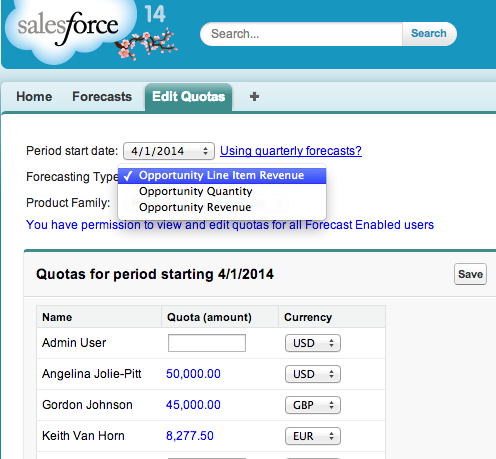 salesforce 14
Search... Search
Home Forecasts Edit Quotas +
Period start date: 4/1/2014 Using quarterly forecasts?
Forecasting Type ✓ Opportunity Line Item Revenue
Opportunity Quantity
Product Family: Opportunity Revenue
You have permission to view and edit quotas for all Forecast Enabled users
Quotas for period starting 4/1/2014 Save
Name Quota (amount) Currency
Admin User USD
Angelina Jolie-Pitt 50,000.00 USD
Gordon Johnson 45,000.00 GBP
Keith Van Horn 8,277.50 EUR